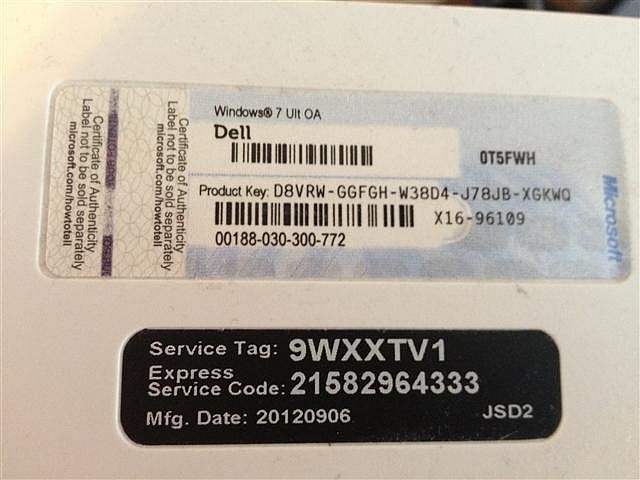 Certificate of Authenticity
Label not to be sold separately
microsoft.com/howtotell
Certificate of Authenticity
Label not to be sold separately
microsoft.com/howtotell
Windows® 7 Ult OA
Dell
0T5FWH
Product Key: D8VRW-GGFGH-W38D4-J78JB-XGKWQ
X16-96109
00188-030-300-772
Microsoft
Service Tag: 9WXXTV1
Express
Service Code: 21582964333
Mfg. Date: 20120906 JSD2